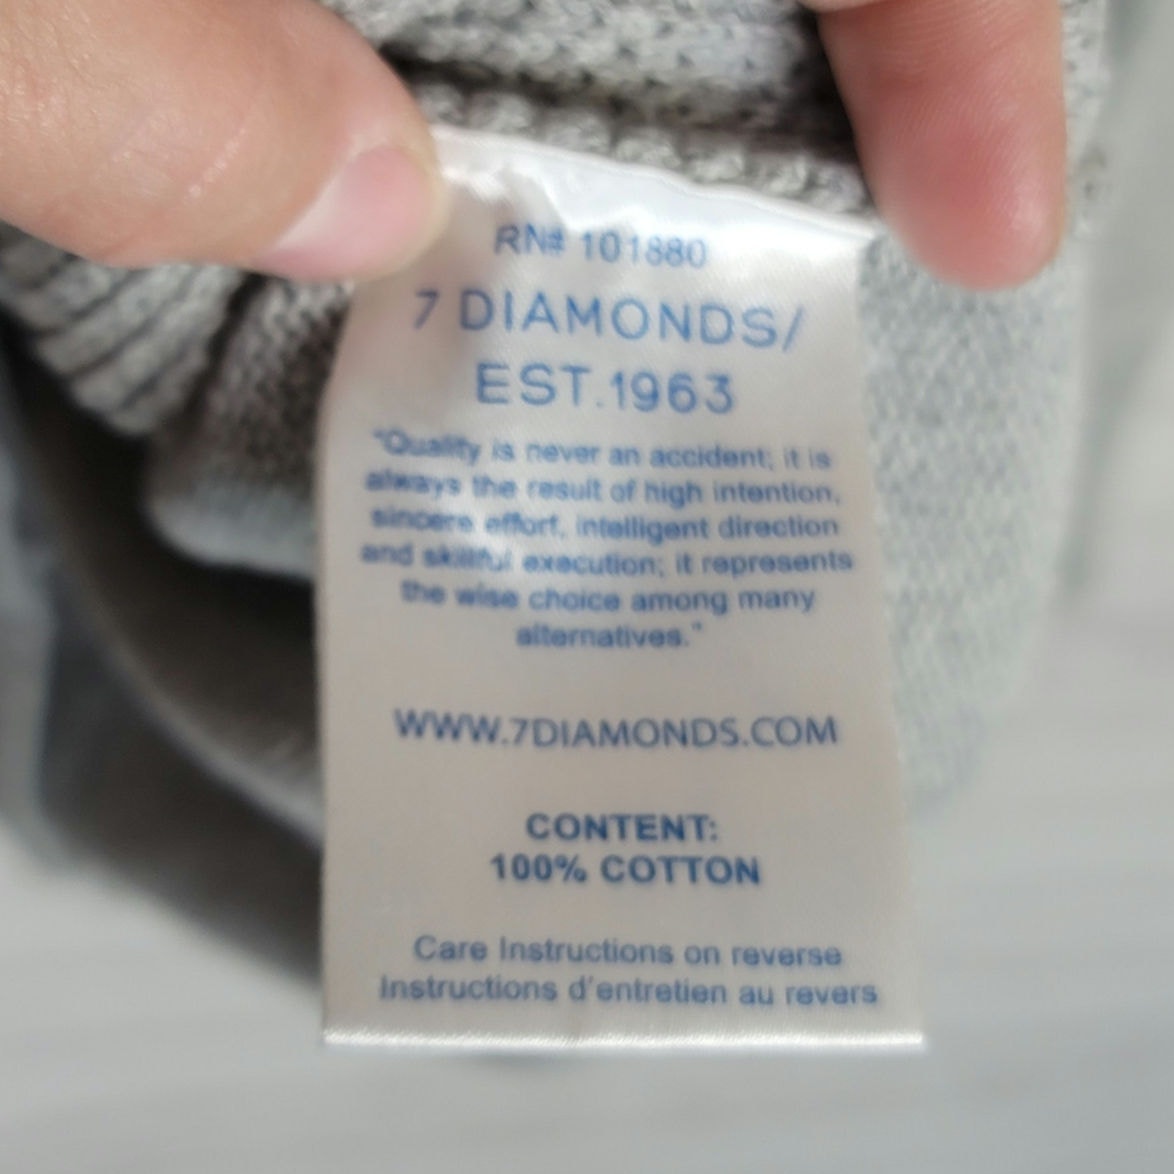 RN# 101880
7 DIAMONDS/
EST.1963
"Quality is never an accident; it is
always the result of high intention,
sincere effort, intelligent direction
and skillful execution; it represents
the wise choice among many
alternatives."
WWW.7DIAMONDS.COM
CONTENT:
100% COTTON
Care Instructions on reverse
Instructions d'entretien au revers